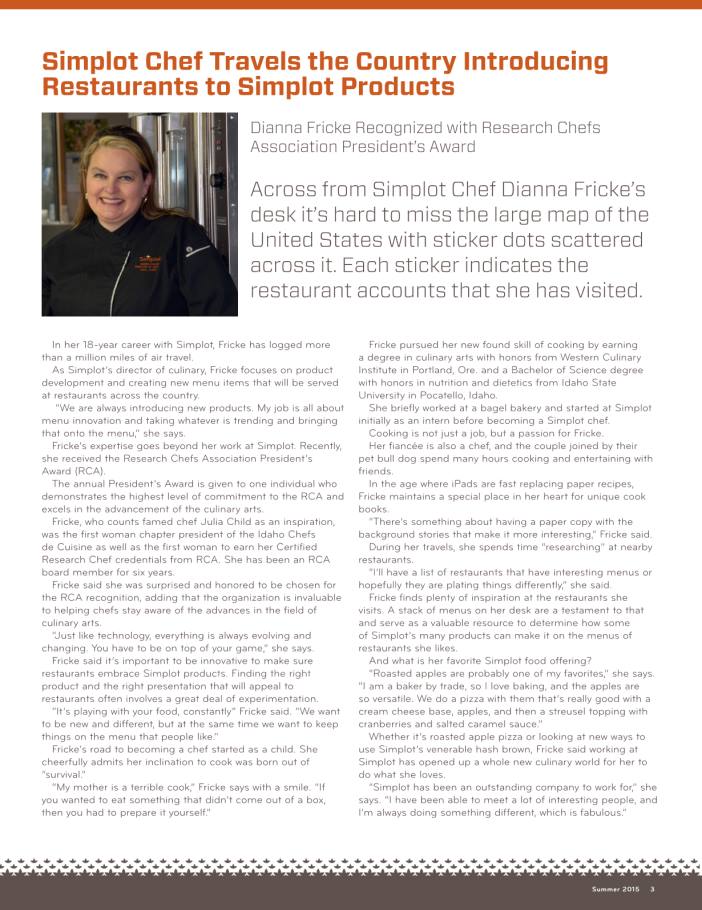 Simplot Chef Travels the Country Introducing
Restaurants to Simplot Products
Dianna Fricke Recognized with Research Chefs
Association President's Award
Across from Simplot Chef Dianna Fricke's
desk it's hard to miss the large map of the
United States with sticker dots scattered
across it. Each sticker indicates the
restaurant accounts that she has visited.
Simplot
In her 18-year career with Simplot, Fricke has logged more
than a million miles of air travel.
As Simplot's director of culinary, Fricke focuses on product
development and creating new menu items that will be served
at restaurants across the country.
"We are always introducing new products. My job is all about
menu innovation and taking whatever is trending and bringing
that onto the menu," she says.
Fricke's expertise goes beyond her work at Simplot. Recently,
she received the Research Chefs Association President's
Award (RCA).
The annual President's Award is given to one individual who
demonstrates the highest level of commitment to the RCA and
excels in the advancement of the culinary arts.
Fricke, who counts famed chef Julia Child as an inspiration,
was the first woman chapter president of the Idaho Chefs
de Cuisine as well as the first woman to earn her Certified
Research Chef credentials from RCA. She has been an RCA
board member for six years.
Fricke said she was surprised and honored to be chosen for
the RCA recognition, adding that the organization is invaluable
to helping chefs stay aware of the advances in the field of
culinary arts.
"Just like technology, everything is always evolving and
changing. You have to be on top of your game," she says.
Fricke said it's important to be innovative to make sure
restaurants embrace Simplot products. Finding the right
product and the right presentation that will appeal to
restaurants often involves a great deal of experimentation.
"It's playing with your food, constantly" Fricke said. "We want
to be new and different, but at the same time we want to keep
things on the menu that people like."
Fricke's road to becoming a chef started as a child. She
cheerfully admits her inclination to cook was born out of
"survival."
"My mother is a terrible cook," Fricke says with a smile. "If
you wanted to eat something that didn't come out of a box,
then you had to prepare it yourself."
Fricke pursued her new found skill of cooking by earning
a degree in culinary arts with honors from Western Culinary
Institute in Portland, Ore. and a Bachelor of Science degree
with honors in nutrition and dietetics from Idaho State
University in Pocatello, Idaho.
She briefly worked at a bagel bakery and started at Simplot
initially as an intern before becoming a Simplot chef.
Cooking is not just a job, but a passion for Fricke.
Her fiancée is also a chef, and the couple joined by their
pet bull dog spend many hours cooking and entertaining with
friends.
In the age where iPads are fast replacing paper recipes,
Fricke maintains a special place in her heart for unique cook
books.
"There's something about having a paper copy with the
background stories that make it more interesting," Fricke said.
During her travels, she spends time "researching" at nearby
restaurants.
"I'll have a list of restaurants that have interesting menus or
hopefully they are plating things differently," she said.
Fricke finds plenty of inspiration at the restaurants she
visits. A stack of menus on her desk are a testament to that
and serve as a valuable resource to determine how some
of Simplot's many products can make it on the menus of
restaurants she likes.
And what is her favorite Simplot food offering?
"Roasted apples are probably one of my favorites," she says.
"I am a baker by trade, so I love baking, and the apples are
so versatile. We do a pizza with them that's really good with a
cream cheese base, apples, and then a streusel topping with
cranberries and salted caramel sauce."
Whether it's roasted apple pizza or looking at new ways to
use Simplot's venerable hash brown, Fricke said working at
Simplot has opened up a whole new culinary world for her to
do what she loves.
"Simplot has been an outstanding company to work for," she
says. "I have been able to meet a lot of interesting people, and
I'm always doing something different, which is fabulous."
Summer 2015 3